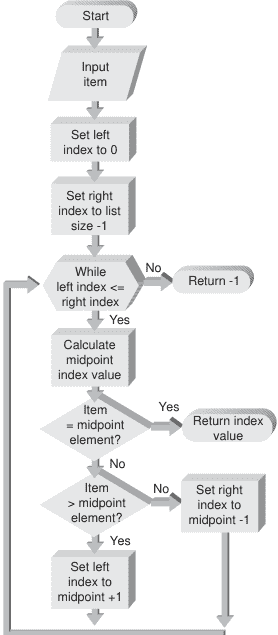 Start
Input
item
Set left
index to 0
Set right
index to list
size -1
While
left index <=
right index
No
Return -1
Yes
Calculate
midpoint
index value
Item
= midpoint
element?
Yes
Return index
value
No
Item
> midpoint
element?
No
Set right
index to
midpoint -1
Yes
Set left
index to
midpoint +1